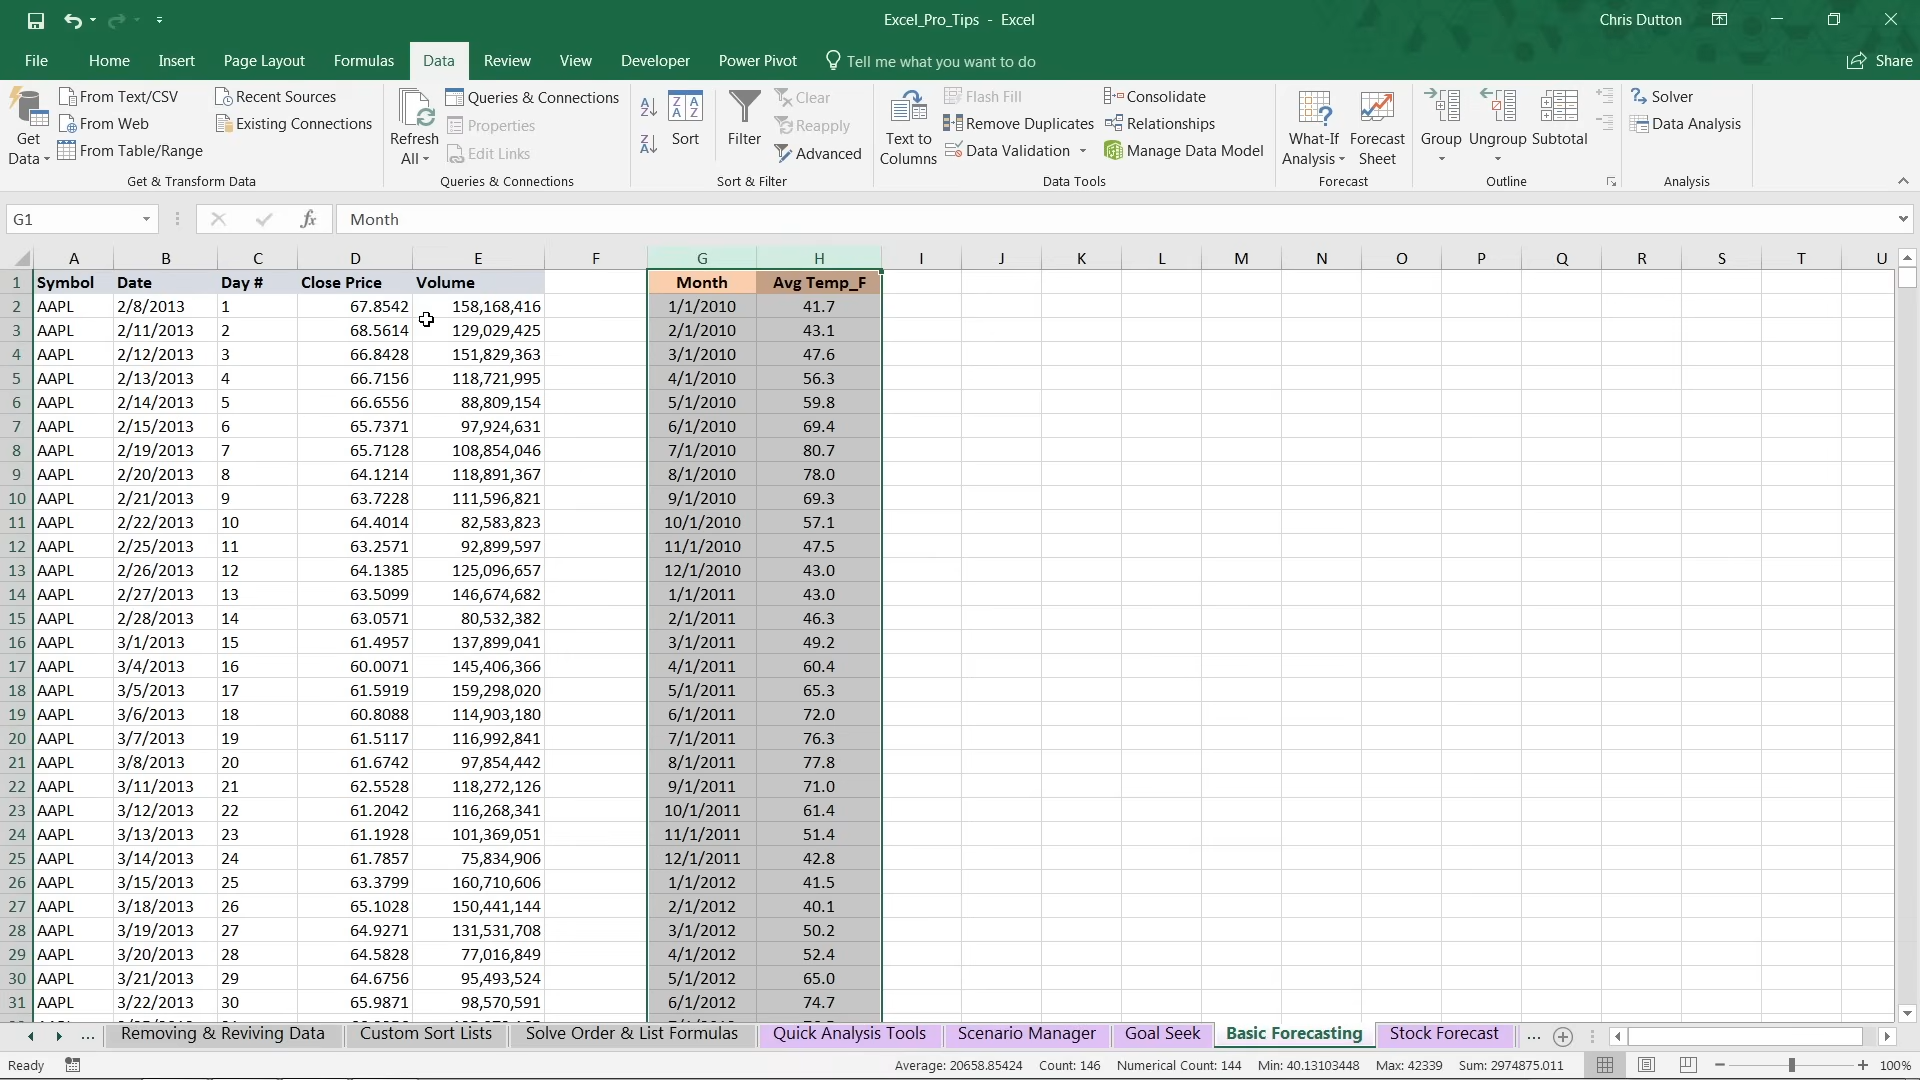 Excel_Pro_Tips - Excel
Chris Dutton
File Home Insert Page Layout Formulas Data Review View Developer Power Pivot Tell me what you want to do Share
Get Data
From Text/CSV
From Web
From Table/Range
Recent Sources
Existing Connections
Get & Transform Data
Refresh All
Queries & Connections
Properties
Edit Links
Queries & Connections
Sort
Filter
Clear
Reapply
Advanced
Sort & Filter
Text to Columns
Flash Fill
Remove Duplicates
Data Validation
Consolidate
Relationships
Manage Data Model
Data Tools
What-If Analysis
Forecast Sheet
Forecast
Group
Ungroup
Subtotal
Outline
Solver
Data Analysis
Analysis
G1 fx Month
A B C D E F G H I J K L M N O P Q R S T U
1 Symbol Date Day # Close Price Volume Month Avg Temp_F
2 AAPL 2/8/2013 1 67.8542 158,168,416 1/1/2010 41.7
3 AAPL 2/11/2013 2 68.5614 129,029,425 2/1/2010 43.1
4 AAPL 2/12/2013 3 66.8428 151,829,363 3/1/2010 47.6
5 AAPL 2/13/2013 4 66.7156 118,721,995 4/1/2010 56.3
6 AAPL 2/14/2013 5 66.6556 88,809,154 5/1/2010 59.8
7 AAPL 2/15/2013 6 65.7371 97,924,631 6/1/2010 69.4
8 AAPL 2/19/2013 7 65.7128 108,854,046 7/1/2010 80.7
9 AAPL 2/20/2013 8 64.1214 118,891,367 8/1/2010 78.0
10 AAPL 2/21/2013 9 63.7228 111,596,821 9/1/2010 69.3
11 AAPL 2/22/2013 10 64.4014 82,583,823 10/1/2010 57.1
12 AAPL 2/25/2013 11 63.2571 92,899,597 11/1/2010 47.5
13 AAPL 2/26/2013 12 64.1385 125,096,657 12/1/2010 43.0
14 AAPL 2/27/2013 13 63.5099 146,674,682 1/1/2011 43.0
15 AAPL 2/28/2013 14 63.0571 80,532,382 2/1/2011 46.3
16 AAPL 3/1/2013 15 61.4957 137,899,041 3/1/2011 49.2
17 AAPL 3/4/2013 16 60.0071 145,406,366 4/1/2011 60.4
18 AAPL 3/5/2013 17 61.5919 159,298,020 5/1/2011 65.3
19 AAPL 3/6/2013 18 60.8088 114,903,180 6/1/2011 72.0
20 AAPL 3/7/2013 19 61.5117 116,992,841 7/1/2011 76.3
21 AAPL 3/8/2013 20 61.6742 97,854,442 8/1/2011 77.8
22 AAPL 3/11/2013 21 62.5528 118,272,126 9/1/2011 71.0
23 AAPL 3/12/2013 22 61.2042 116,268,341 10/1/2011 61.4
24 AAPL 3/13/2013 23 61.1928 101,369,051 11/1/2011 51.4
25 AAPL 3/14/2013 24 61.7857 75,834,906 12/1/2011 42.8
26 AAPL 3/15/2013 25 63.3799 160,710,606 1/1/2012 41.5
27 AAPL 3/18/2013 26 65.1028 150,441,144 2/1/2012 40.1
28 AAPL 3/19/2013 27 64.9271 131,531,708 3/1/2012 50.2
29 AAPL 3/20/2013 28 64.5828 77,016,849 4/1/2012 52.4
30 AAPL 3/21/2013 29 64.6756 95,493,524 5/1/2012 65.0
31 AAPL 3/22/2013 30 65.9871 98,570,591 6/1/2012 74.7
... Removing & Reviving Data Custom Sort Lists Solve Order & List Formulas Quick Analysis Tools Scenario Manager Goal Seek Basic Forecasting Stock Forecast ...
Ready Average: 20658.85424 Count: 146 Numerical Count: 144 Min: 40.13103448 Max: 42339 Sum: 2974875.011 100%